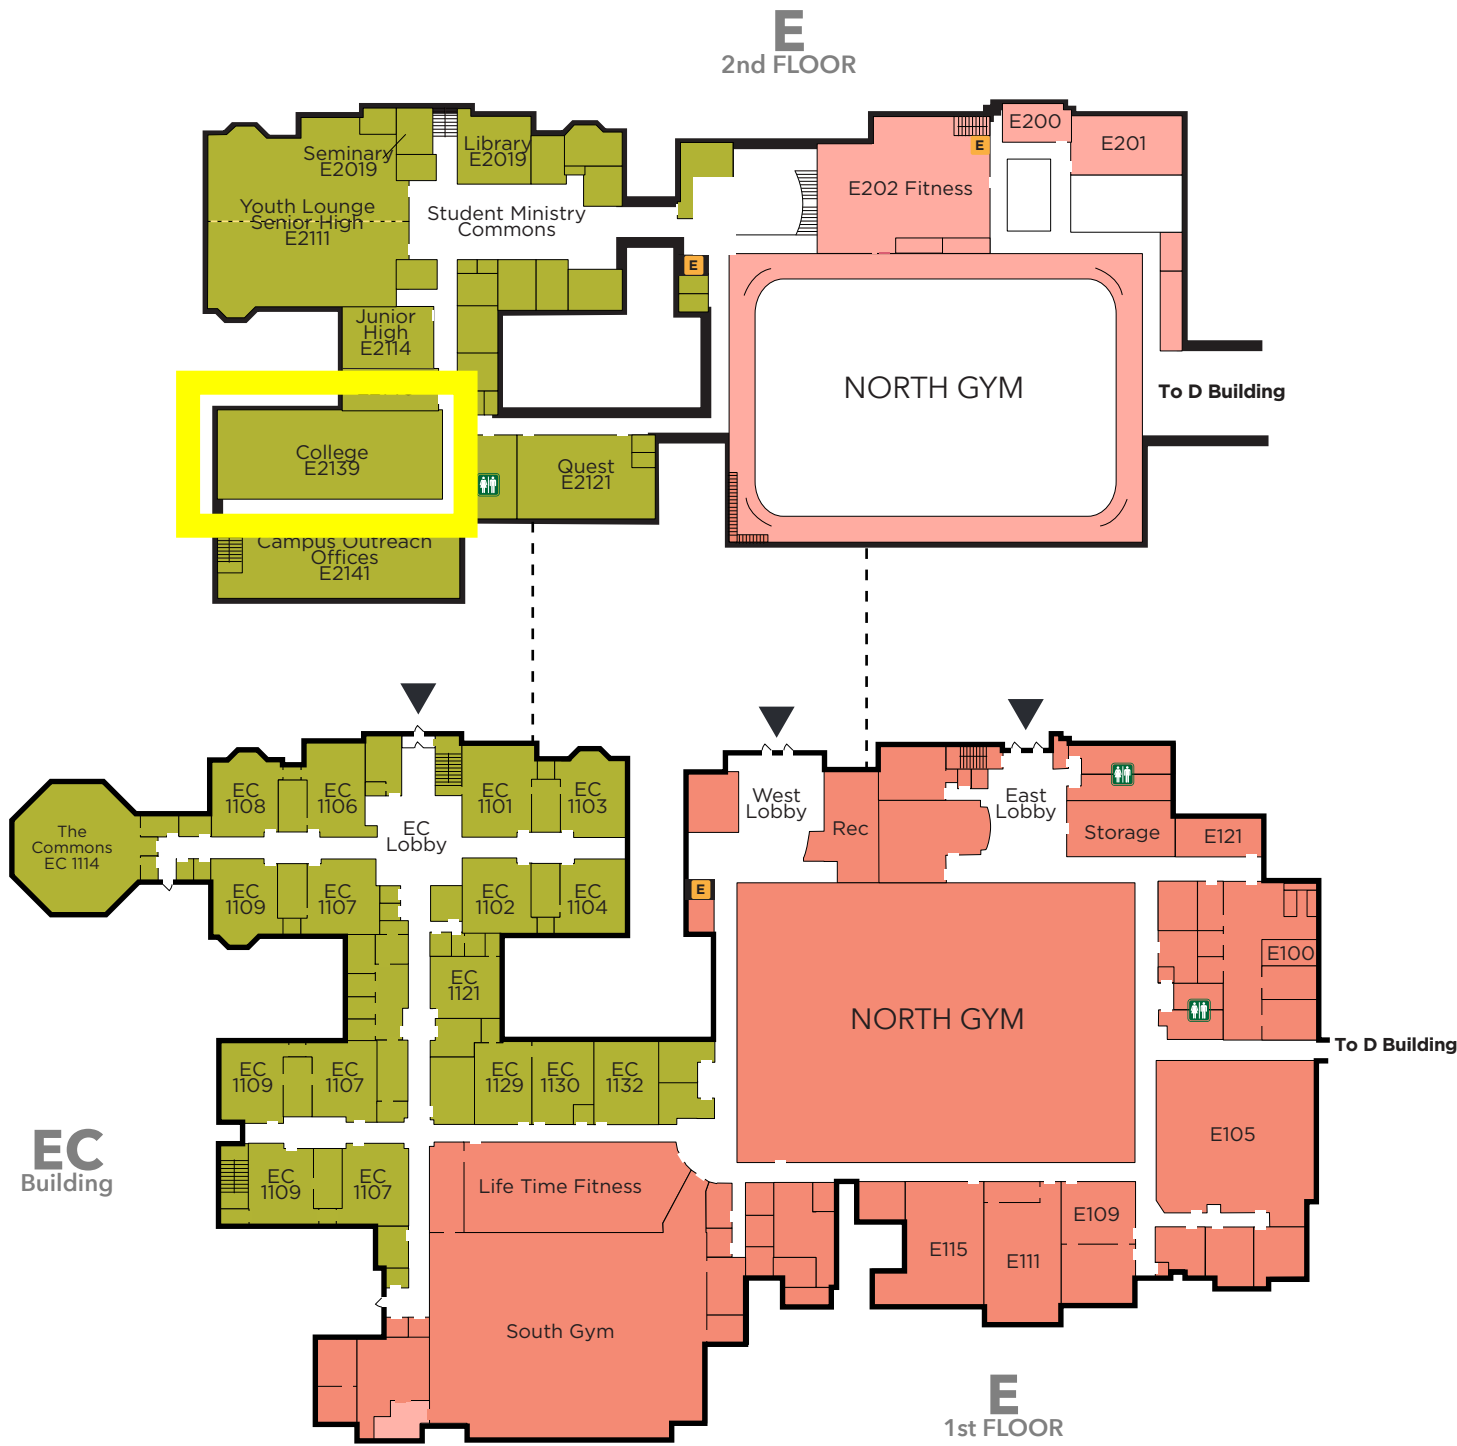 E
2nd FLOOR
E200
E201
E
E202 Fitness
Library
E2019
Seminary
E2019
Youth Lounge
Senior High
E2111
Student Ministry
Commons
E
Junior
High
E2114
NORTH GYM
To D Building
College
E2139
Quest
E2121
Campus Outreach
Offices
E2141
EC
1108
EC
1106
EC
1101
EC
1103
EC
Lobby
The
Commons
EC 1114
EC
1109
EC
1107
EC
1102
EC
1104
West
Lobby
East
Lobby
Rec
Storage
E121
E
E100
EC
1121
NORTH GYM
To D Building
EC
1109
EC
1107
EC
1129
EC
1130
EC
1132
E105
EC
Building
EC
1109
EC
1107
Life Time Fitness
E109
E115
E111
South Gym
E
1st FLOOR